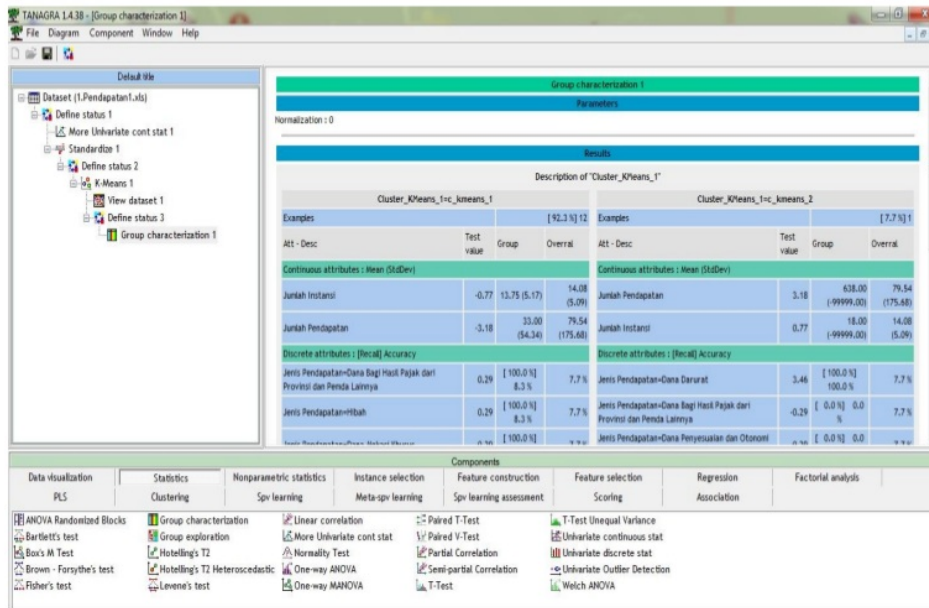 TANAGRA 1.4.38 - [Group characterization 1]
File Diagram Component Window Help
Default title
Dataset (1.Pendapatan1.xls)
Define status 1
More Univariate cont stat 1
Standardize 1
Define status 2
K-Means 1
View dataset 1
Define status 3
Group characterization 1
Group characterization 1
Parameters
Normalization : 0
Results
Description of "Cluster_KMeans_1"
Cluster_KMeans_1=c_kmeans_1
Examples [ 92.3 %] 12
Att - Desc Test value Group Overral
Continuous attributes : Mean (StdDev)
Jumlah Instansi -0.77 13.75 (5.17) 14.08 (5.09)
Jumlah Pendapatan -3.18 33.00 (54.34) 79.54 (175.68)
Discrete attributes : [Recall] Accuracy
Jenis Pendapatan=Dana Bagi Hasil Pajak dari Provinsi dan Pemda Lainnya 0.29 [ 100.0 %] 8.3 % 7.7 %
Jenis Pendapatan=Hibah 0.29 [ 100.0 %] 8.3 % 7.7 %
[ 100.0 %]
Cluster_KMeans_1=c_kmeans_2
Examples [ 7.7 %] 1
Att - Desc Test value Group Overral
Continuous attributes : Mean (StdDev)
Jumlah Pendapatan 3.18 638.00 (-99999.00) 79.54 (175.68)
Jumlah Instansi 0.77 18.00 (-99999.00) 14.08 (5.09)
Discrete attributes : [Recall] Accuracy
Jenis Pendapatan=Dana Darurat 3.46 [ 100.0 %] 100.0 % 7.7 %
Jenis Pendapatan=Dana Bagi Hasil Pajak dari Provinsi dan Pemda Lainnya -0.29 [ 0.0 %] 0.0 % 7.7 %
Jenis Pendapatan=Dana Penyesuaian dan Otonomi [ 0.0 %] 0.0
Components
Data visualization Statistics Nonparametric statistics Instance selection Feature construction Feature selection Regression Factorial analysis
PLS Clustering Spv learning Meta-spv learning Spv learning assessment Scoring Association
ANOVA Randomized Blocks Group characterization Linear correlation Paired T-Test T-Test Unequal Variance
Bartlett's test Group exploration More Univariate cont stat Paired V-Test Univariate continuous stat
Box's M Test Hotelling's T2 Normality Test Partial Correlation Univariate discrete stat
Brown - Forsythe's test Hotelling's T2 Heteroscedastic One-way ANOVA Semi-partial Correlation Univariate Outlier Detection
Fisher's test Levene's test One-way MANOVA T-Test Welch ANOVA